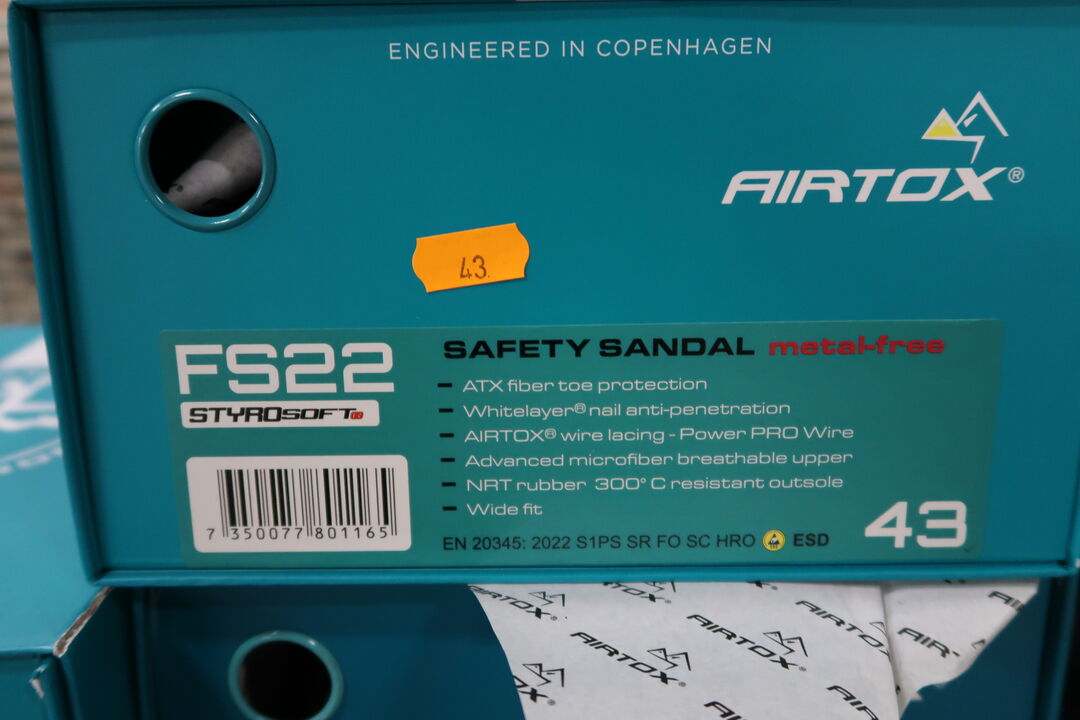 ENGINEERED IN COPENHAGEN
AIRTOX®
43.
FS22
STYROSOFT
SAFETY SANDAL metal-free
- ATX fiber toe protection
- Whitelayer® nail anti-penetration
- AIRTOX® wire lacing - Power PRO Wire
- Advanced microfiber breathable upper
- NRT rubber 300° C resistant outsole
- Wide fit
7 350077 801165
EN 20345: 2022 S1PS SR FO SC HRO ESD
43
AIRTOX®
AIRTOX®
AIRTOX®